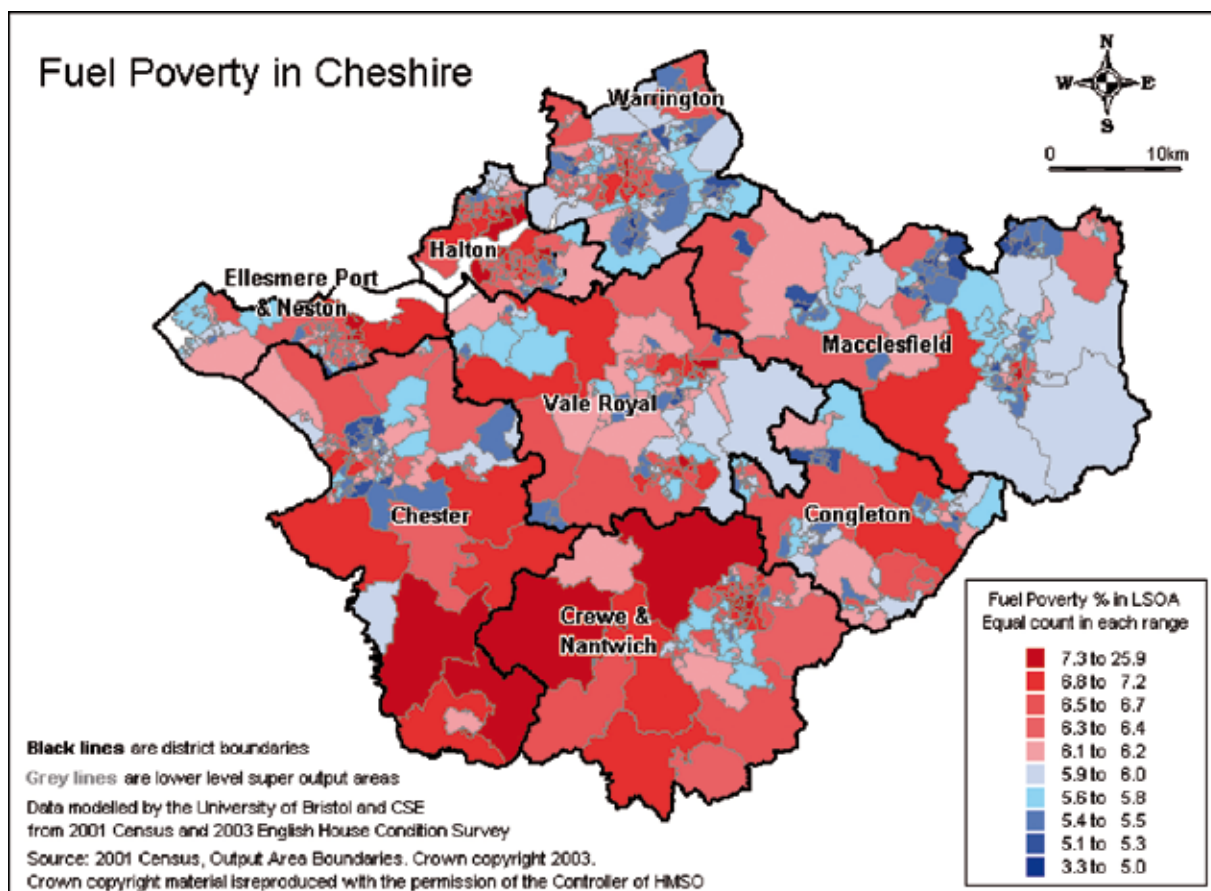 Fuel Poverty in Cheshire
N
W E
S
0 10km
Warrington
Halton
Ellesmere Port
& Neston
Macclesfield
Vale Royal
Chester
Congleton
Crewe &
Nantwich
Fuel Poverty % in LSOA
Equal count in each range
7.3 to 25.9
6.8 to 7.2
6.5 to 6.7
6.3 to 6.4
6.1 to 6.2
5.9 to 6.0
5.6 to 5.8
5.4 to 5.5
5.1 to 5.3
3.3 to 5.0
Black lines are district boundaries
Grey lines are lower level super output areas
Data modelled by the University of Bristol and CSE
from 2001 Census and 2003 English House Condition Survey
Source: 2001 Census, Output Area Boundaries. Crown copyright 2003.
Crown copyright material isreproduced with the permission of the Controller of HMSO